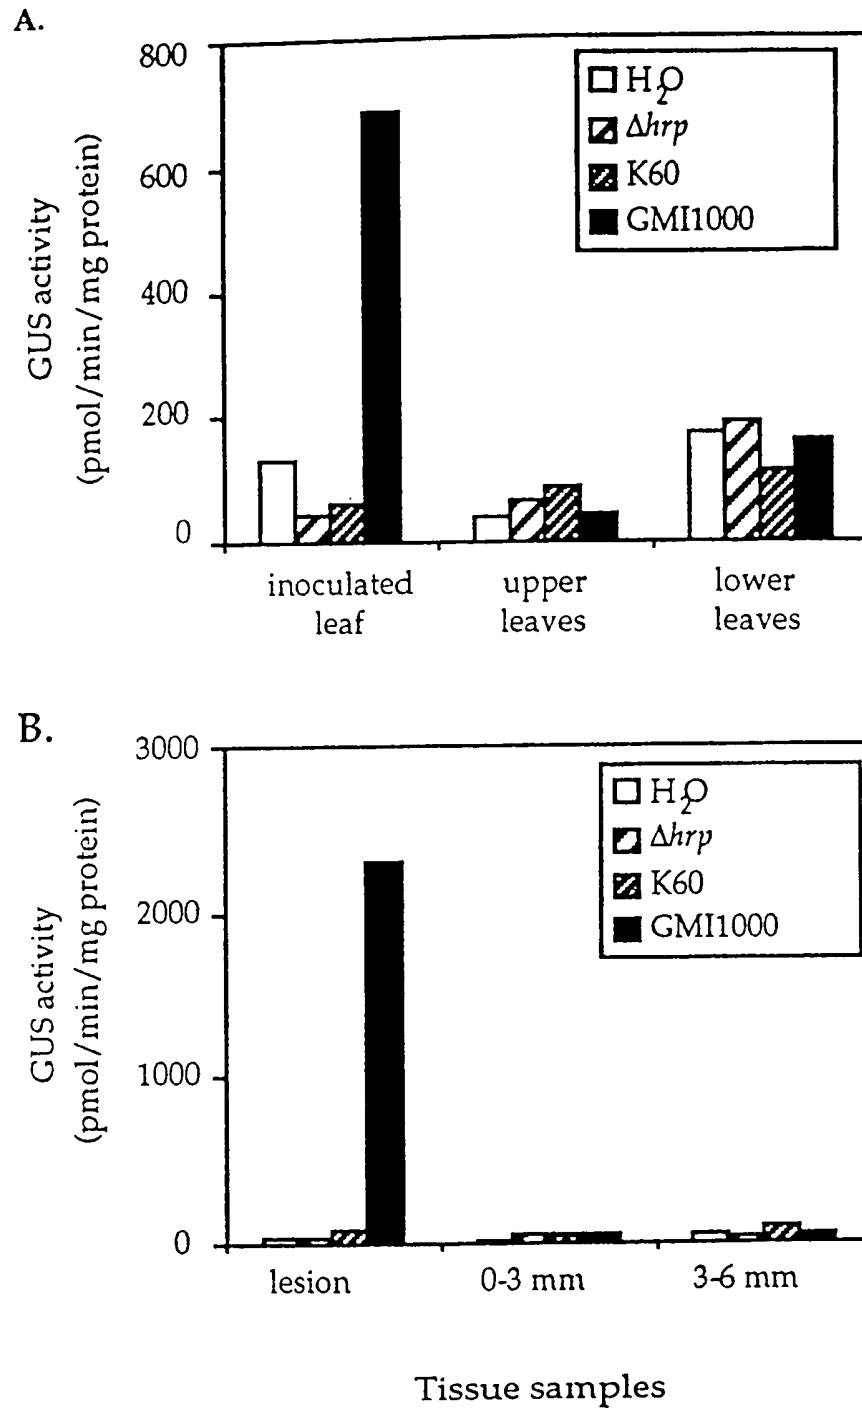 A.
GUS activity
(pmol/min/mg protein)
800
600
400
200
0
H₂O
Δhrp
K60
GMI1000
inoculated
leaf
upper
leaves
lower
leaves
B.
GUS activity
(pmol/min/mg protein)
3000
2000
1000
0
H₂O
Δhrp
K60
GMI1000
lesion
0-3 mm
3-6 mm
Tissue samples